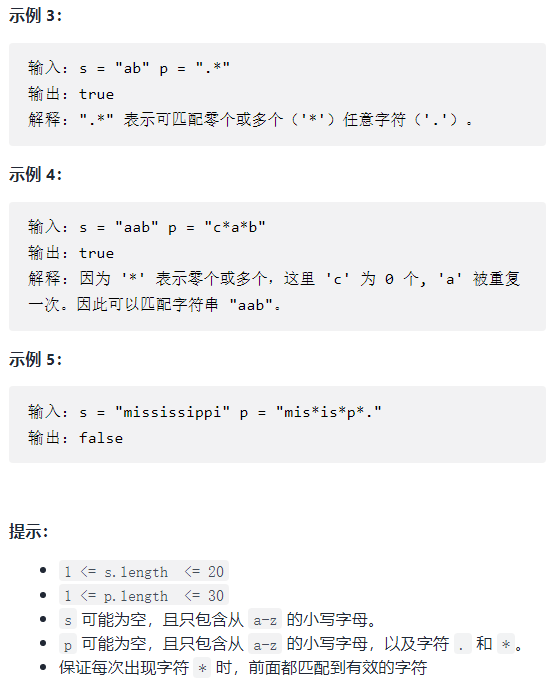 示例 3：
输入：s = "ab" p = ".*"
输出：true
解释：".*" 表示可匹配零个或多个（'*'）任意字符（'.'）。
示例 4：
输入：s = "aab" p = "c*a*b"
输出：true
解释：因为 '*' 表示零个或多个，这里 'c' 为 0 个, 'a' 被重复
一次。因此可以匹配字符串 "aab"。
示例 5：
输入：s = "mississippi" p = "mis*is*p*."
输出：false
提示：
• 1 <= s.length <= 20
• 1 <= p.length <= 30
• s 可能为空，且只包含从 a-z 的小写字母。
• p 可能为空，且只包含从 a-z 的小写字母，以及字符 . 和 *。
• 保证每次出现字符 * 时，前面都匹配到有效的字符